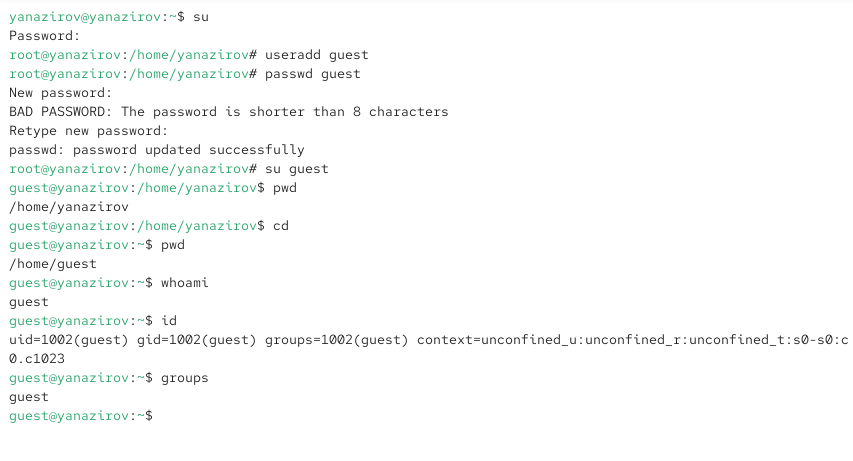 yanazirov@yanazirov:~$ su
Password:
root@yanazirov:/home/yanazirov# useradd guest
root@yanazirov:/home/yanazirov# passwd guest
New password:
BAD PASSWORD: The password is shorter than 8 characters
Retype new password:
passwd: password updated successfully
root@yanazirov:/home/yanazirov# su guest
guest@yanazirov:/home/yanazirov$ pwd
/home/yanazirov
guest@yanazirov:/home/yanazirov$ cd
guest@yanazirov:~$ pwd
/home/guest
guest@yanazirov:~$ whoami
guest
guest@yanazirov:~$ id
uid=1002(guest) gid=1002(guest) groups=1002(guest) context=unconfined_u:unconfined_r:unconfined_t:s0-s0:c
0.c1023
guest@yanazirov:~$ groups
guest
guest@yanazirov:~$